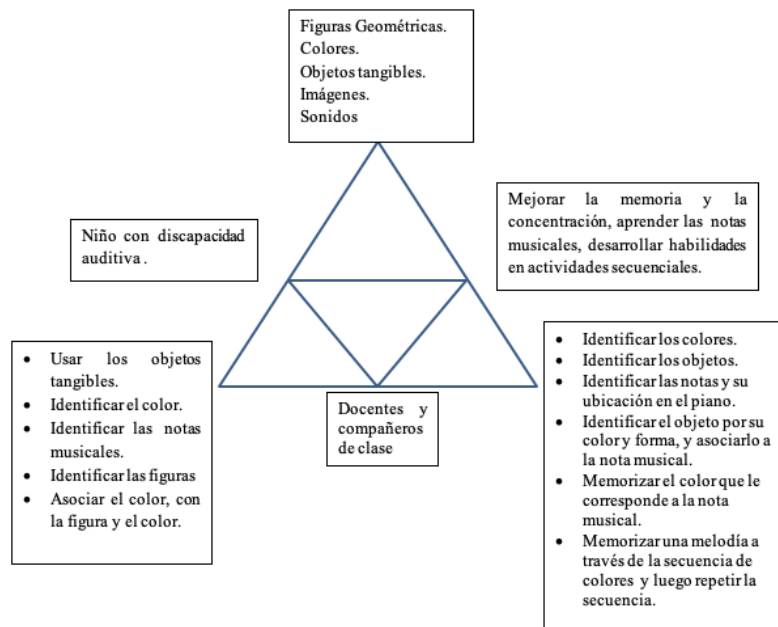 Figuras Geométricas.
Colores.
Objetos tangibles.
Imágenes.
Sonidos
Niño con discapacidad
auditiva .
Mejorar la memoria y la
concentración, aprender las notas
musicales, desarrollar habilidades
en actividades secuenciales.
• Usar los objetos
tangibles.
• Identificar el color.
• Identificar las notas
musicales.
• Identificar las figuras
• Asociar el color, con
la figura y el color.
Docentes y
compañeros
de clase
• Identificar los colores.
• Identificar los objetos.
• Identificar las notas y su
ubicación en el piano.
• Identificar el objeto por su
color y forma, y asociarlo a
la nota musical.
• Memorizar el color que le
corresponde a la nota
musical.
• Memorizar una melodía a
través de la secuencia de
colores y luego repetir la
secuencia.